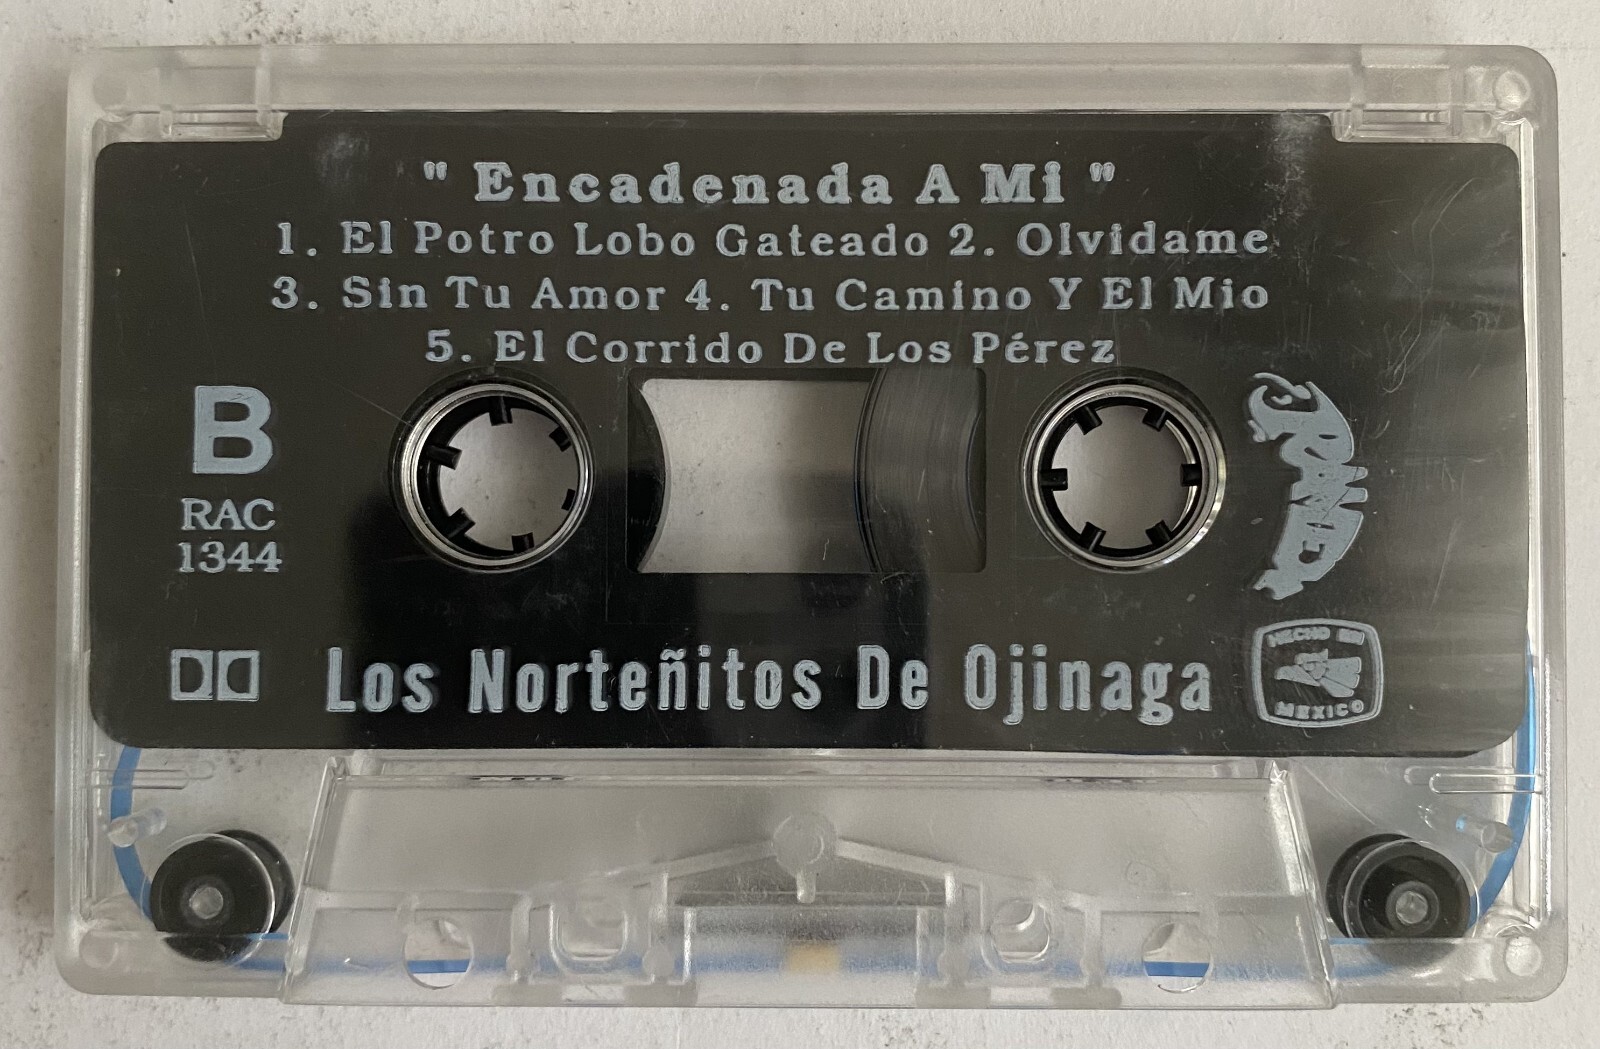 " Encadenada A Mi "
1. El Potro Lobo Gateado 2. Olvidame
3. Sin Tu Amor 4. Tu Camino Y El Mio
5. El Corrido De Los Pérez
B
RAC
1344
Los Norteñitos De Ojinaga
HECHO EN
MEXICO